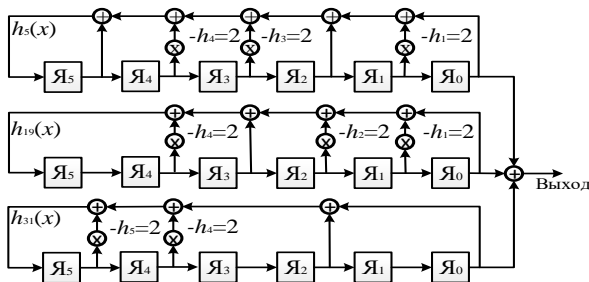 h₅(x) -h₄=2 -h₃=2 -h₁=2
Я₅ Я₄ Я₃ Я₂ Я₁ Я₀
h₁₉(x) -h₄=2 -h₂=2 -h₁=2
Я₅ Я₄ Я₃ Я₂ Я₁ Я₀
Выход
h₃₁(x) -h₅=2 -h₄=2
Я₅ Я₄ Я₃ Я₂ Я₁ Я₀